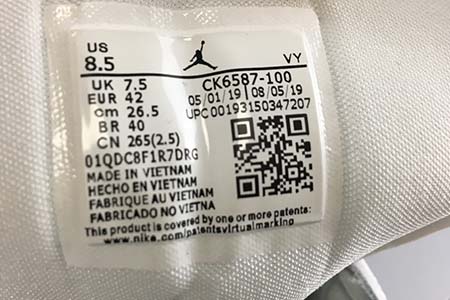 US
8.5 VY
UK 7.5 CK6587-100
EUR 42 05/01/19 | 08/05/19
cm 26.5 UPC 00193150347207
BR 40
CN 265(2.5)
01QDC8F1R7DRG
MADE IN VIETNAM
HECHO EN VIETNAM
FABRIQUE AU VIETNAM
FABRICADO NO VIETNA
This product is covered by one or more patents:
www.nike.com/patentsvirtualmarking